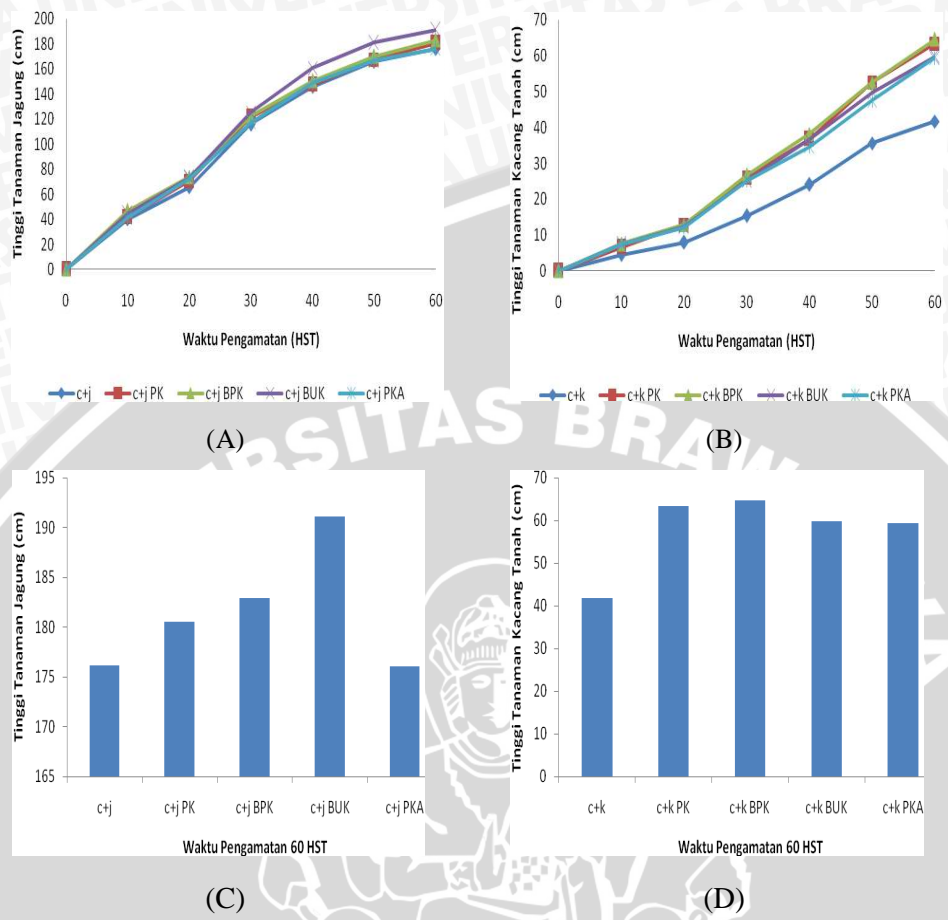 Tinggi Tanaman Jagung (cm)
200
180
160
140
120
100
80
60
40
20
0
0 10 20 30 40 50 60
Waktu Pengamatan (HST)
c+j c+j PK c+j BPK c+j BUK c+j PKA
(A)
Tinggi Tanaman Kacang Tanah (cm)
70
60
50
40
30
20
10
0
0 10 20 30 40 50 60
Waktu Pengamatan (HST)
c+k c+k PK c+k BPK c+k BUK c+k PKA
(B)
Tinggi Tanaman Jagung (cm)
195
190
185
180
175
170
165
c+j c+j PK c+j BPK c+j BUK c+j PKA
Waktu Pengamatan 60 HST
(C)
Tinggi Tanaman Kacang Tanah (cm)
70
60
50
40
30
20
10
0
c+k c+k PK c+k BPK c+k BUK c+k PKA
Waktu Pengamatan 60 HST
(D)
ERSITAS BRAW